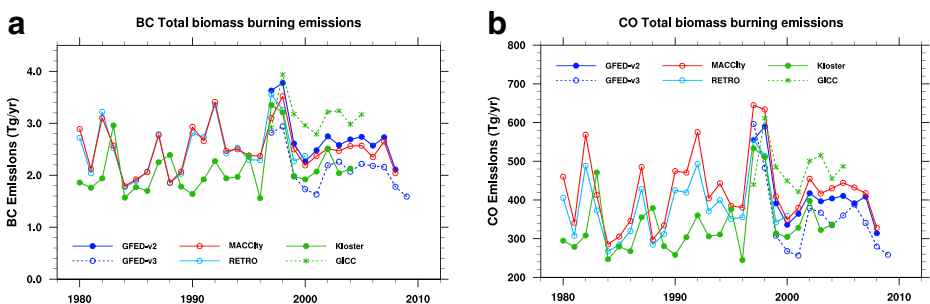 a
BC Total biomass burning emissions
BC Emissions (Tg/yr)
4.0
3.0
2.0
1.0
0.0
GFED-v2
MACCity
Kloster
GFED-v3
RETRO
GICC
1980
1990
2000
2010
b
CO Total biomass burning emissions
CO Emissions (Tg/yr)
800
700
600
500
400
300
200
GFED-v2
MACCity
Kloster
GFED-v3
RETRO
GICC
1980
1990
2000
2010